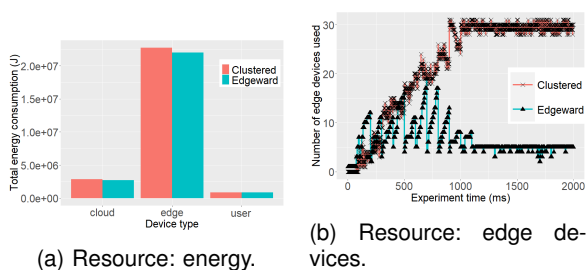 Total energy consumption (J)
2.0e+07
1.5e+07
1.0e+07
5.0e+06
0.0e+00
cloud edge user
Device type
Clustered
Edgeward
(a) Resource: energy.
Number of edge devices used
30
20
10
0
0 500 1000 1500 2000
Experiment time (ms)
Clustered
Edgeward
(b) Resource: edge de-
vices.